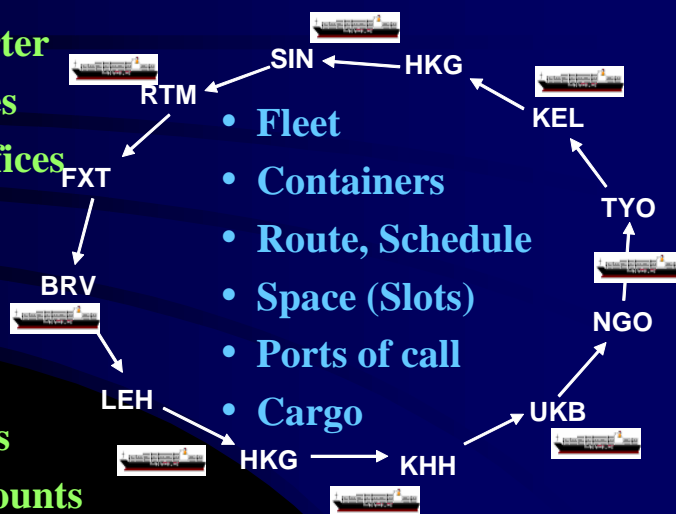 SIN
HKG
RTM
KEL
• Fleet
FXT
• Containers
TYO
• Route, Schedule
BRV
• Space (Slots)
NGO
• Ports of call
LEH
• Cargo
UKB
HKG
KHH